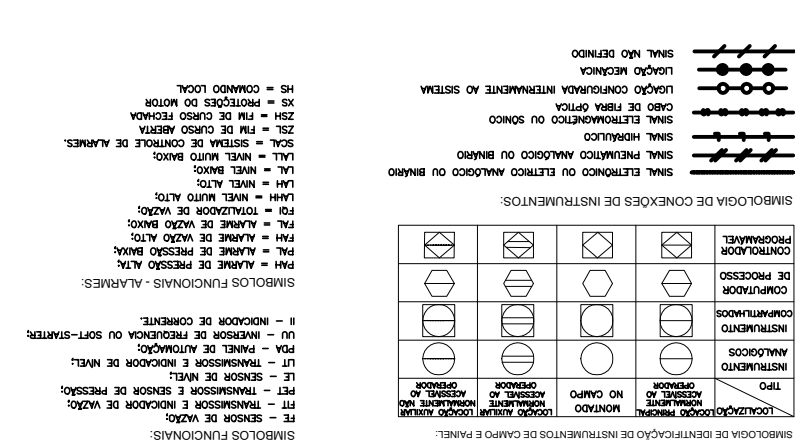 SIMBOLOGIA DE IDENTIFICAÇÃO DE INSTRUMENTOS DE CAMPO E PAINEL:
LOCALIZAÇÃO
TIPO
LOCAÇÃO PRINCIPAL
NORMALMENTE
ACESSÍVEL AO
OPERADOR
MONTADO
NO CAMPO
LOCAÇÃO AUXILIAR
NORMALMENTE
ACESSÍVEL AO
OPERADOR
LOCAÇÃO AUXILIAR
NORMALMENTE NÃO
ACESSÍVEL AO
OPERADOR
INSTRUMENTO
ANALÓGICOS
INSTRUMENTO
COMPARTILHADOS
COMPUTADOR
DE PROCESSO
CONTROLADOR
PROGRAMÁVEL
SIMBOLOGIA DE CONEXÕES DE INSTRUMENTOS:
SINAL ELETRÔNICO OU ELETRICO ANALÓGICO OU BINÁRIO
SINAL PNEUMÁTICO ANALÓGICO OU BINÁRIO
SINAL HIDRÁULICO
SINAL ELETROMAGNÉTICO OU SÔNICO
CABO DE FIBRA ÓPTICA
LIGAÇÃO CONFIGURADA INTERNAMENTE AO SISTEMA
LIGAÇÃO MECÂNICA
SINAL NÃO DEFINIDO
SIMBOLOS FUNCIONAIS:
FE – SENSOR DE VAZÃO;
FIT – TRANSMISSOR E INDICADOR DE VAZÃO;
PET – TRANSMISSOR E SENSOR DE PRESSÃO;
LE – SENSOR DE NÍVEL;
LIT – TRANSMISSOR E INDICADOR DE NÍVEL;
PDA – PAINEL DE AUTOMAÇÃO;
UU – INVERSOR DE FREQUENCIA OU SOFT–STARTER;
II – INDICADOR DE CORRENTE.
SIMBOLOS FUNCIONAIS - ALARMES:
PAH = ALARME DE PRESSÃO ALTA;
PAL = ALARME DE PRESSÃO BAIXA;
FAH = ALARME DE VAZÃO ALTO;
FAL = ALARME DE VAZÃO BAIXO;
FQI = TOTALIZADOR DE VAZÃO;
LAHH = NIVEL MUITO ALTO;
LAH = NIVEL ALTO;
LAL = NIVEL BAIXO;
LALL = NIVEL MUITO BAIXO;
SCAL = SISTEMA DE CONTROLE DE ALARMES.
ZSL = FIM DE CURSO ABERTA
ZSH = FIM DE CURSO FECHADA
XS = PROTEÇÕES DO MOTOR
HS = COMANDO LOCAL